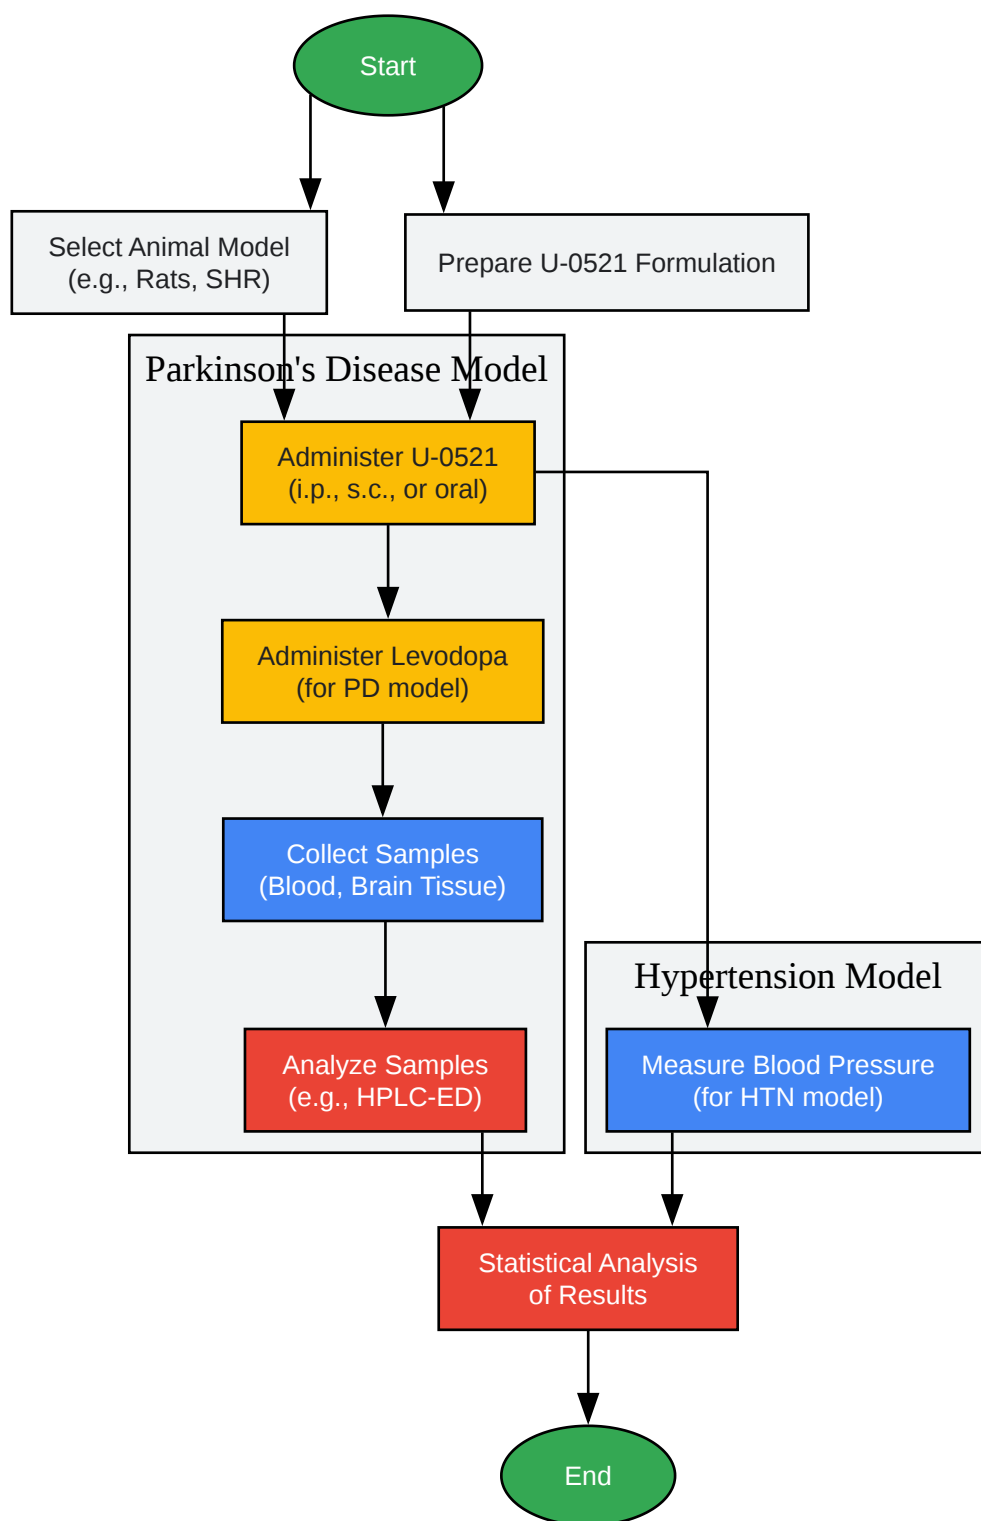 Start
Select Animal Model
(e.g., Rats, SHR)
Prepare U-0521 Formulation
Parkinson's Disease Model
Administer U-0521
(i.p., s.c., or oral)
Administer Levodopa
(for PD model)
Collect Samples
(Blood, Brain Tissue)
Hypertension Model
Analyze Samples
(e.g., HPLC-ED)
Measure Blood Pressure
(for HTN model)
Statistical Analysis
of Results
End